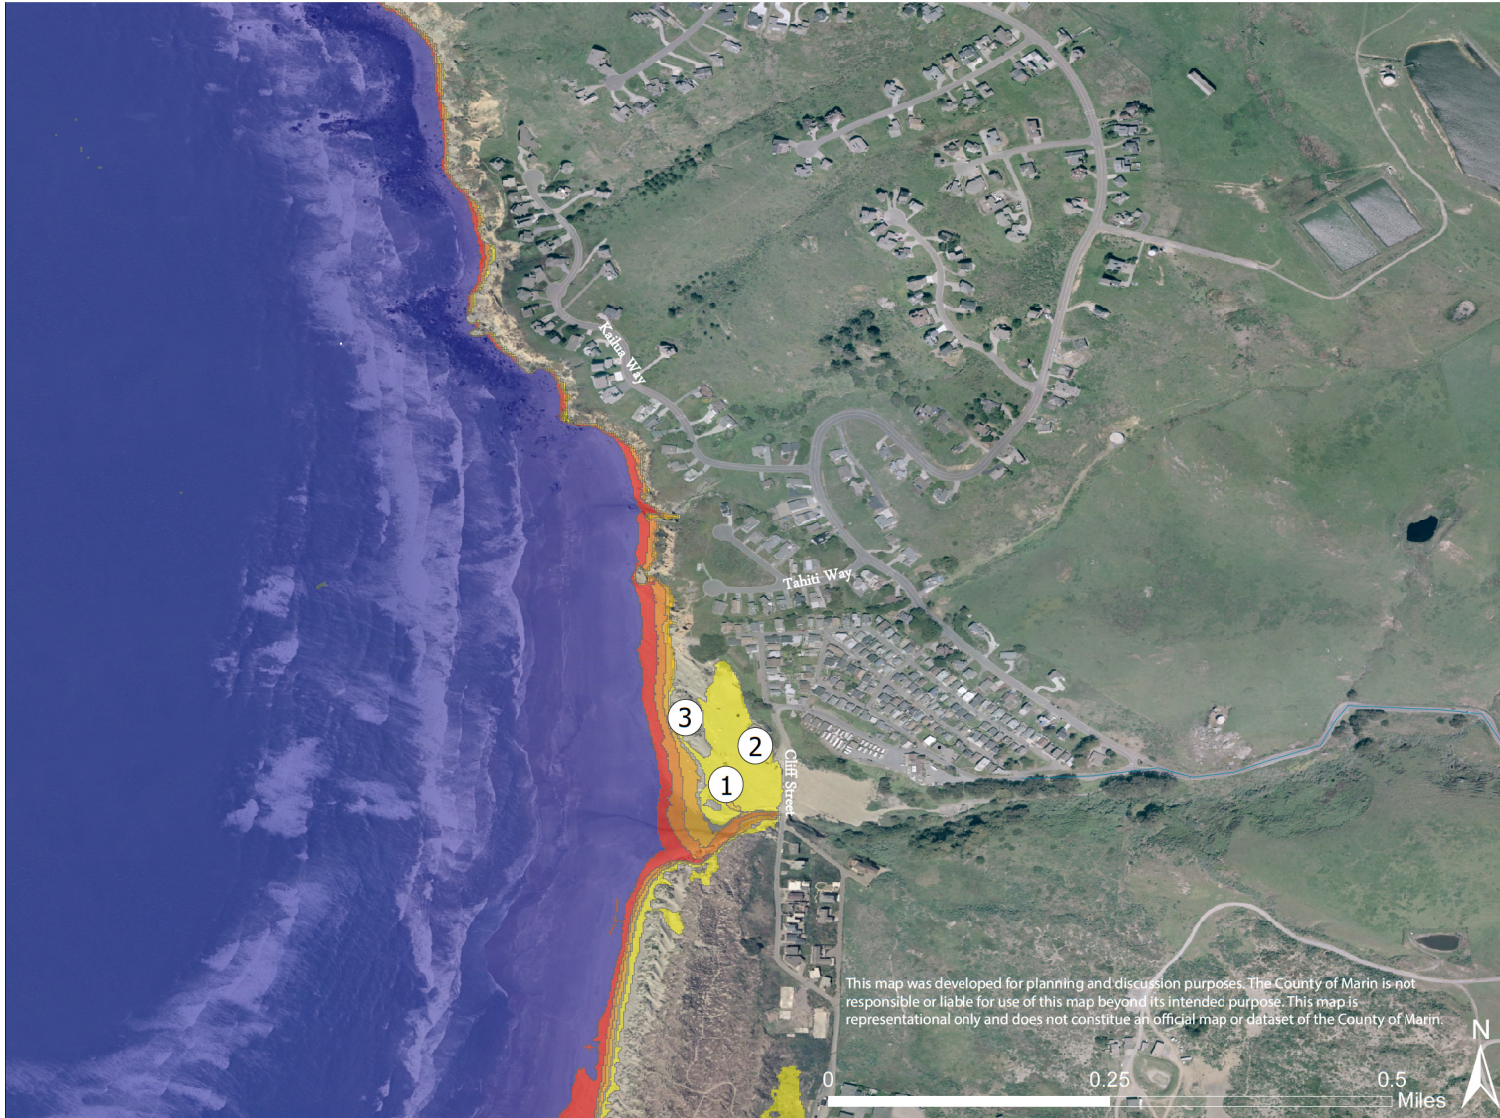 Kailua Way
Tahiti Way
3
2
1
Cliff Street
This map was developed for planning and discussion purposes. The County of Marin is not
responsible or liable for use of this map beyond its intended purpose. This map is
representational only and does not constitue an official map or dataset of the County of Marin.
N
0 0.25 0.5
Miles